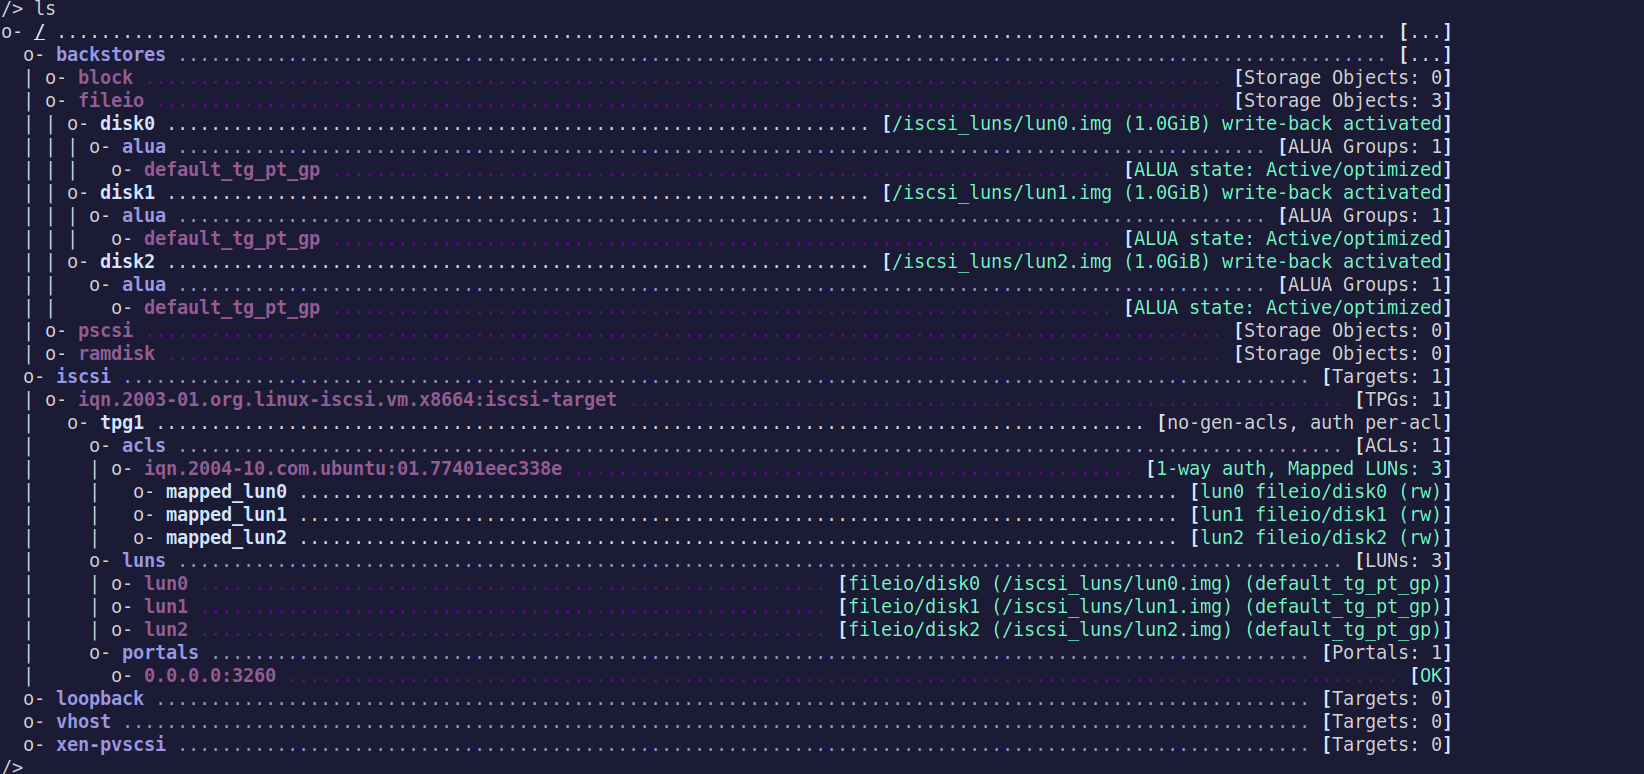 /> ls
o- / ......................................................................................................................... [...]
  o- backstores .............................................................................................................. [...]
  | o- block .................................................................................................. [Storage Objects: 0]
  | o- fileio ................................................................................................. [Storage Objects: 3]
  | | o- disk0 ................................................................ [/iscsi_luns/lun0.img (1.0GiB) write-back activated]
  | | | o- alua ................................................................................................... [ALUA Groups: 1]
  | | |   o- default_tg_pt_gp ....................................................................... [ALUA state: Active/optimized]
  | | o- disk1 ................................................................ [/iscsi_luns/lun1.img (1.0GiB) write-back activated]
  | | | o- alua ................................................................................................... [ALUA Groups: 1]
  | | |   o- default_tg_pt_gp ....................................................................... [ALUA state: Active/optimized]
  | | o- disk2 ................................................................ [/iscsi_luns/lun2.img (1.0GiB) write-back activated]
  | |   o- alua ................................................................................................... [ALUA Groups: 1]
  | |     o- default_tg_pt_gp ....................................................................... [ALUA state: Active/optimized]
  | o- pscsi .................................................................................................. [Storage Objects: 0]
  | o- ramdisk ................................................................................................ [Storage Objects: 0]
  o- iscsi ............................................................................................................ [Targets: 1]
  | o- iqn.2003-01.org.linux-iscsi.vm.x8664:iscsi-target ................................................................. [TPGs: 1]
  |   o- tpg1 .......................................................................................... [no-gen-acls, auth per-acl]
  |     o- acls .......................................................................................................... [ACLs: 1]
  |     | o- iqn.2004-10.com.ubuntu:01.77401eec338e ................................................... [1-way auth, Mapped LUNs: 3]
  |     |   o- mapped_lun0 ................................................................................ [lun0 fileio/disk0 (rw)]
  |     |   o- mapped_lun1 ................................................................................ [lun1 fileio/disk1 (rw)]
  |     |   o- mapped_lun2 ................................................................................ [lun2 fileio/disk2 (rw)]
  |     o- luns .......................................................................................................... [LUNs: 3]
  |     | o- lun0 ......................................................... [fileio/disk0 (/iscsi_luns/lun0.img) (default_tg_pt_gp)]
  |     | o- lun1 ......................................................... [fileio/disk1 (/iscsi_luns/lun1.img) (default_tg_pt_gp)]
  |     | o- lun2 ......................................................... [fileio/disk2 (/iscsi_luns/lun2.img) (default_tg_pt_gp)]
  |     o- portals .................................................................................................... [Portals: 1]
  |       o- 0.0.0.0:3260 ...................................................................................................... [OK]
  o- loopback ......................................................................................................... [Targets: 0]
  o- vhost ............................................................................................................ [Targets: 0]
  o- xen-pvscsi ....................................................................................................... [Targets: 0]
/>